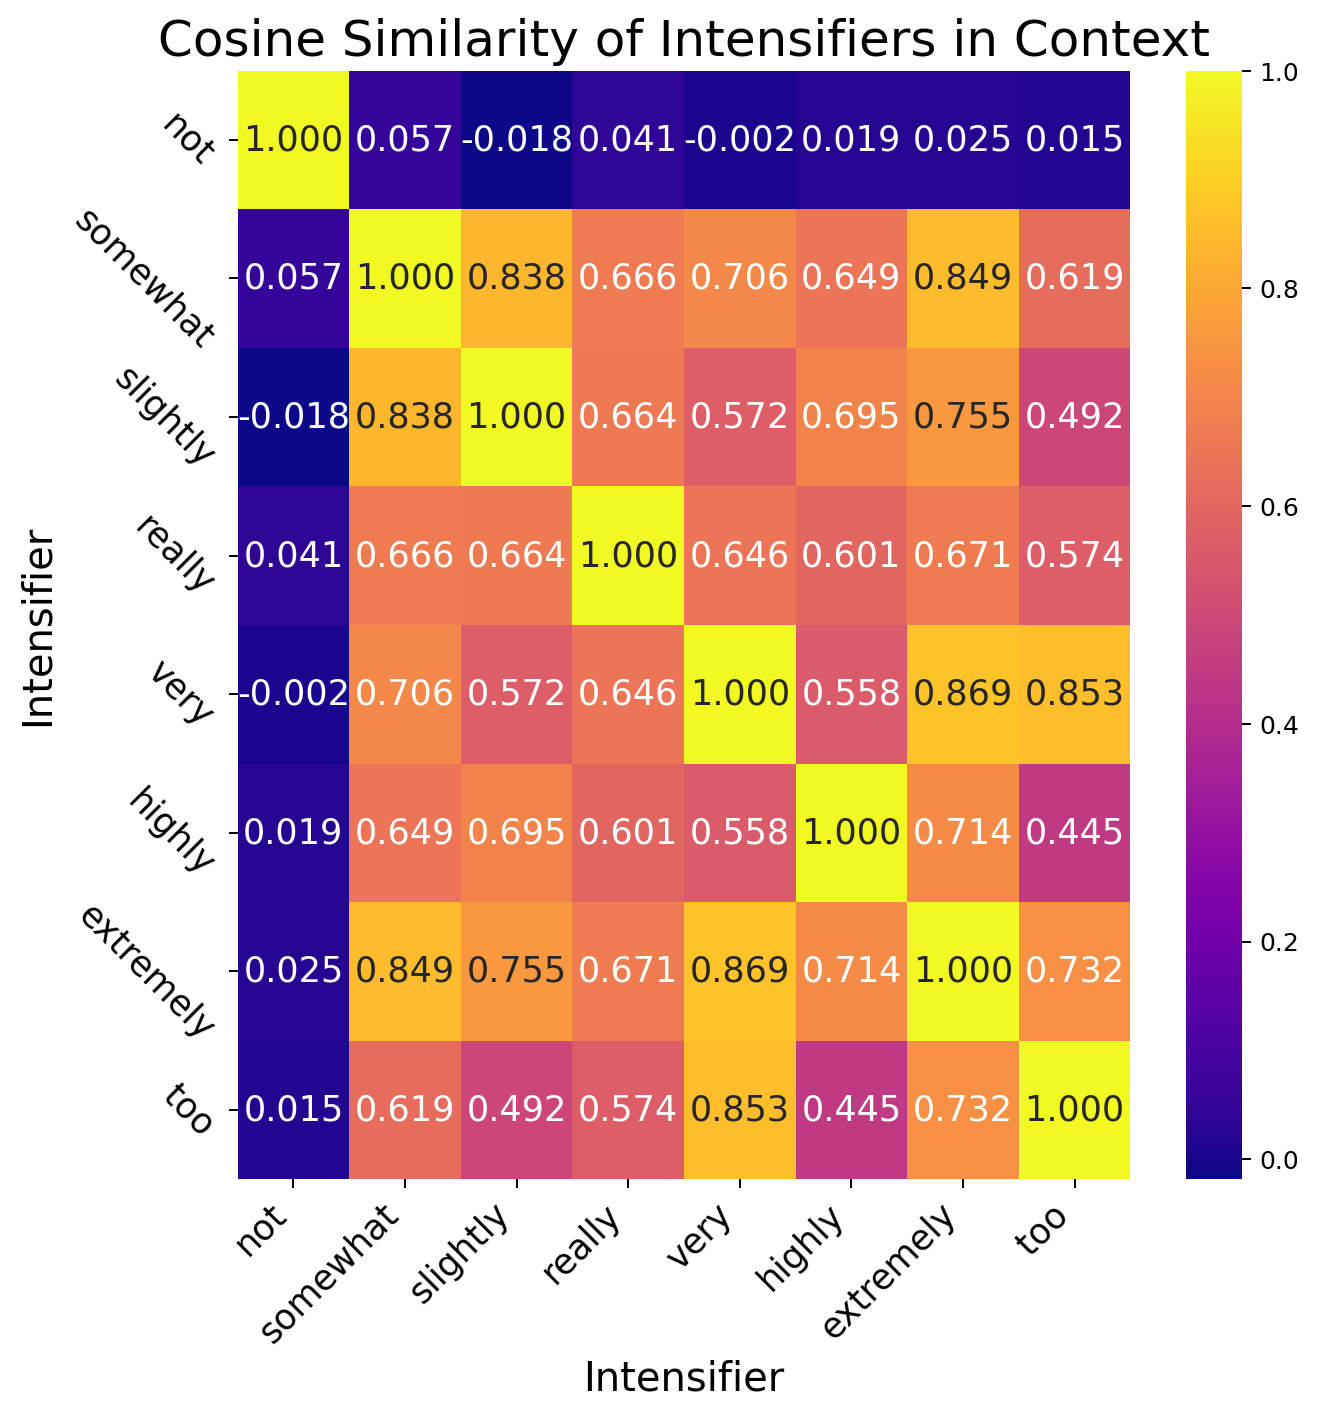 Cosine Similarity of Intensifiers in Context
not 1.000 0.057 -0.018 0.041 -0.002 0.019 0.025 0.015
somewhat 0.057 1.000 0.838 0.666 0.706 0.649 0.849 0.619
slightly -0.018 0.838 1.000 0.664 0.572 0.695 0.755 0.492
really 0.041 0.666 0.664 1.000 0.646 0.601 0.671 0.574
very -0.002 0.706 0.572 0.646 1.000 0.558 0.869 0.853
highly 0.019 0.649 0.695 0.601 0.558 1.000 0.714 0.445
extremely 0.025 0.849 0.755 0.671 0.869 0.714 1.000 0.732
too 0.015 0.619 0.492 0.574 0.853 0.445 0.732 1.000
not somewhat slightly really very highly extremely too
Intensifier
Intensifier
1.0
0.8
0.6
0.4
0.2
0.0